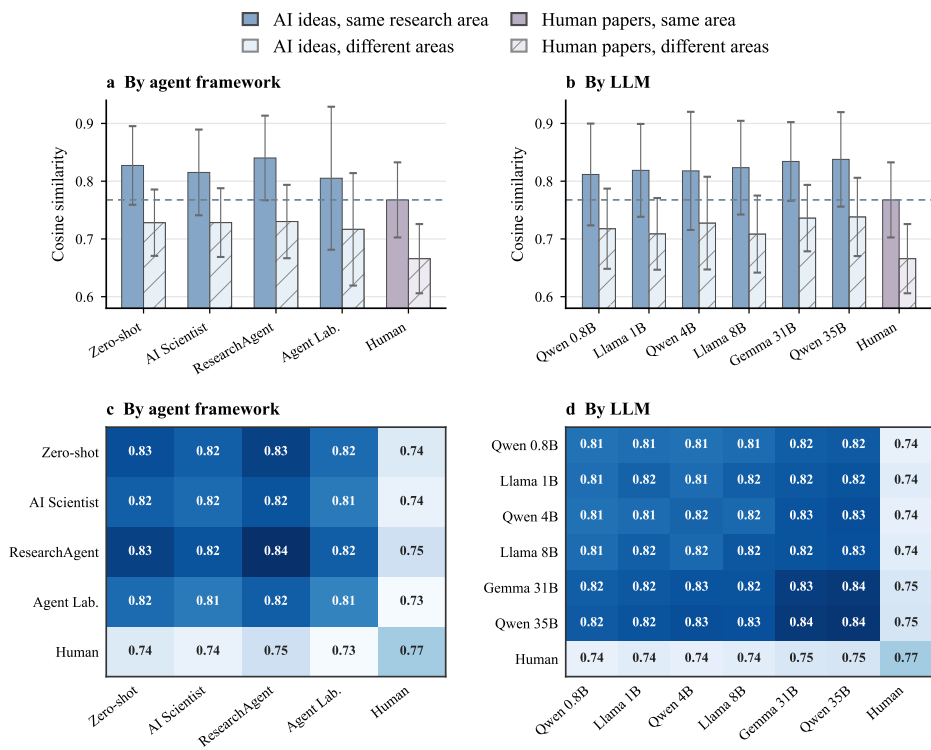 AI ideas, same research area
Human papers, same area
AI ideas, different areas
Human papers, different areas
a By agent framework
Cosine similarity
0.9
0.8
0.7
0.6
Zero-shot
AI Scientist
ResearchAgent
Agent Lab.
Human
b By LLM
Cosine similarity
0.9
0.8
0.7
0.6
Qwen 0.8B
Llama 1B
Qwen 4B
Llama 8B
Gemma 31B
Qwen 35B
Human
c By agent framework
Zero-shot 0.83 0.82 0.83 0.82 0.74
AI Scientist 0.82 0.82 0.82 0.81 0.74
ResearchAgent 0.83 0.82 0.84 0.82 0.75
Agent Lab. 0.82 0.81 0.82 0.81 0.73
Human 0.74 0.74 0.75 0.73 0.77
Zero-shot
AI Scientist
ResearchAgent
Agent Lab.
Human
d By LLM
Qwen 0.8B 0.81 0.81 0.81 0.81 0.82 0.82 0.74
Llama 1B 0.81 0.82 0.81 0.82 0.82 0.82 0.74
Qwen 4B 0.81 0.81 0.82 0.82 0.83 0.83 0.74
Llama 8B 0.81 0.82 0.82 0.82 0.82 0.83 0.74
Gemma 31B 0.82 0.82 0.83 0.82 0.83 0.84 0.75
Qwen 35B 0.82 0.82 0.83 0.83 0.84 0.84 0.75
Human 0.74 0.74 0.74 0.74 0.75 0.75 0.77
Qwen 0.8B
Llama 1B
Qwen 4B
Llama 8B
Gemma 31B
Qwen 35B
Human